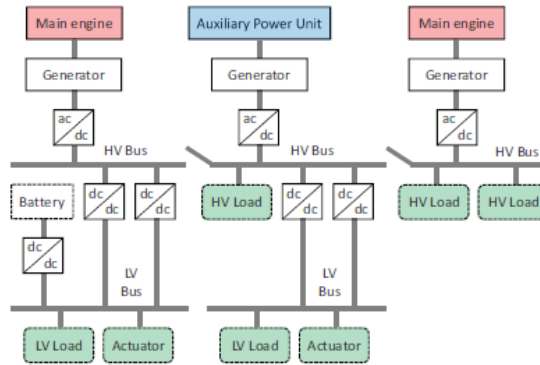 Main engine
Auxiliary Power Unit
Main engine
Generator
Generator
Generator
ac
dc
ac
dc
ac
dc
HV Bus
HV Bus
HV Bus
Battery
dc
dc
dc
dc
HV Load
dc
dc
dc
dc
HV Load
HV Load
dc
dc
LV
Bus
LV
Bus
LV Load
Actuator
LV Load
Actuator